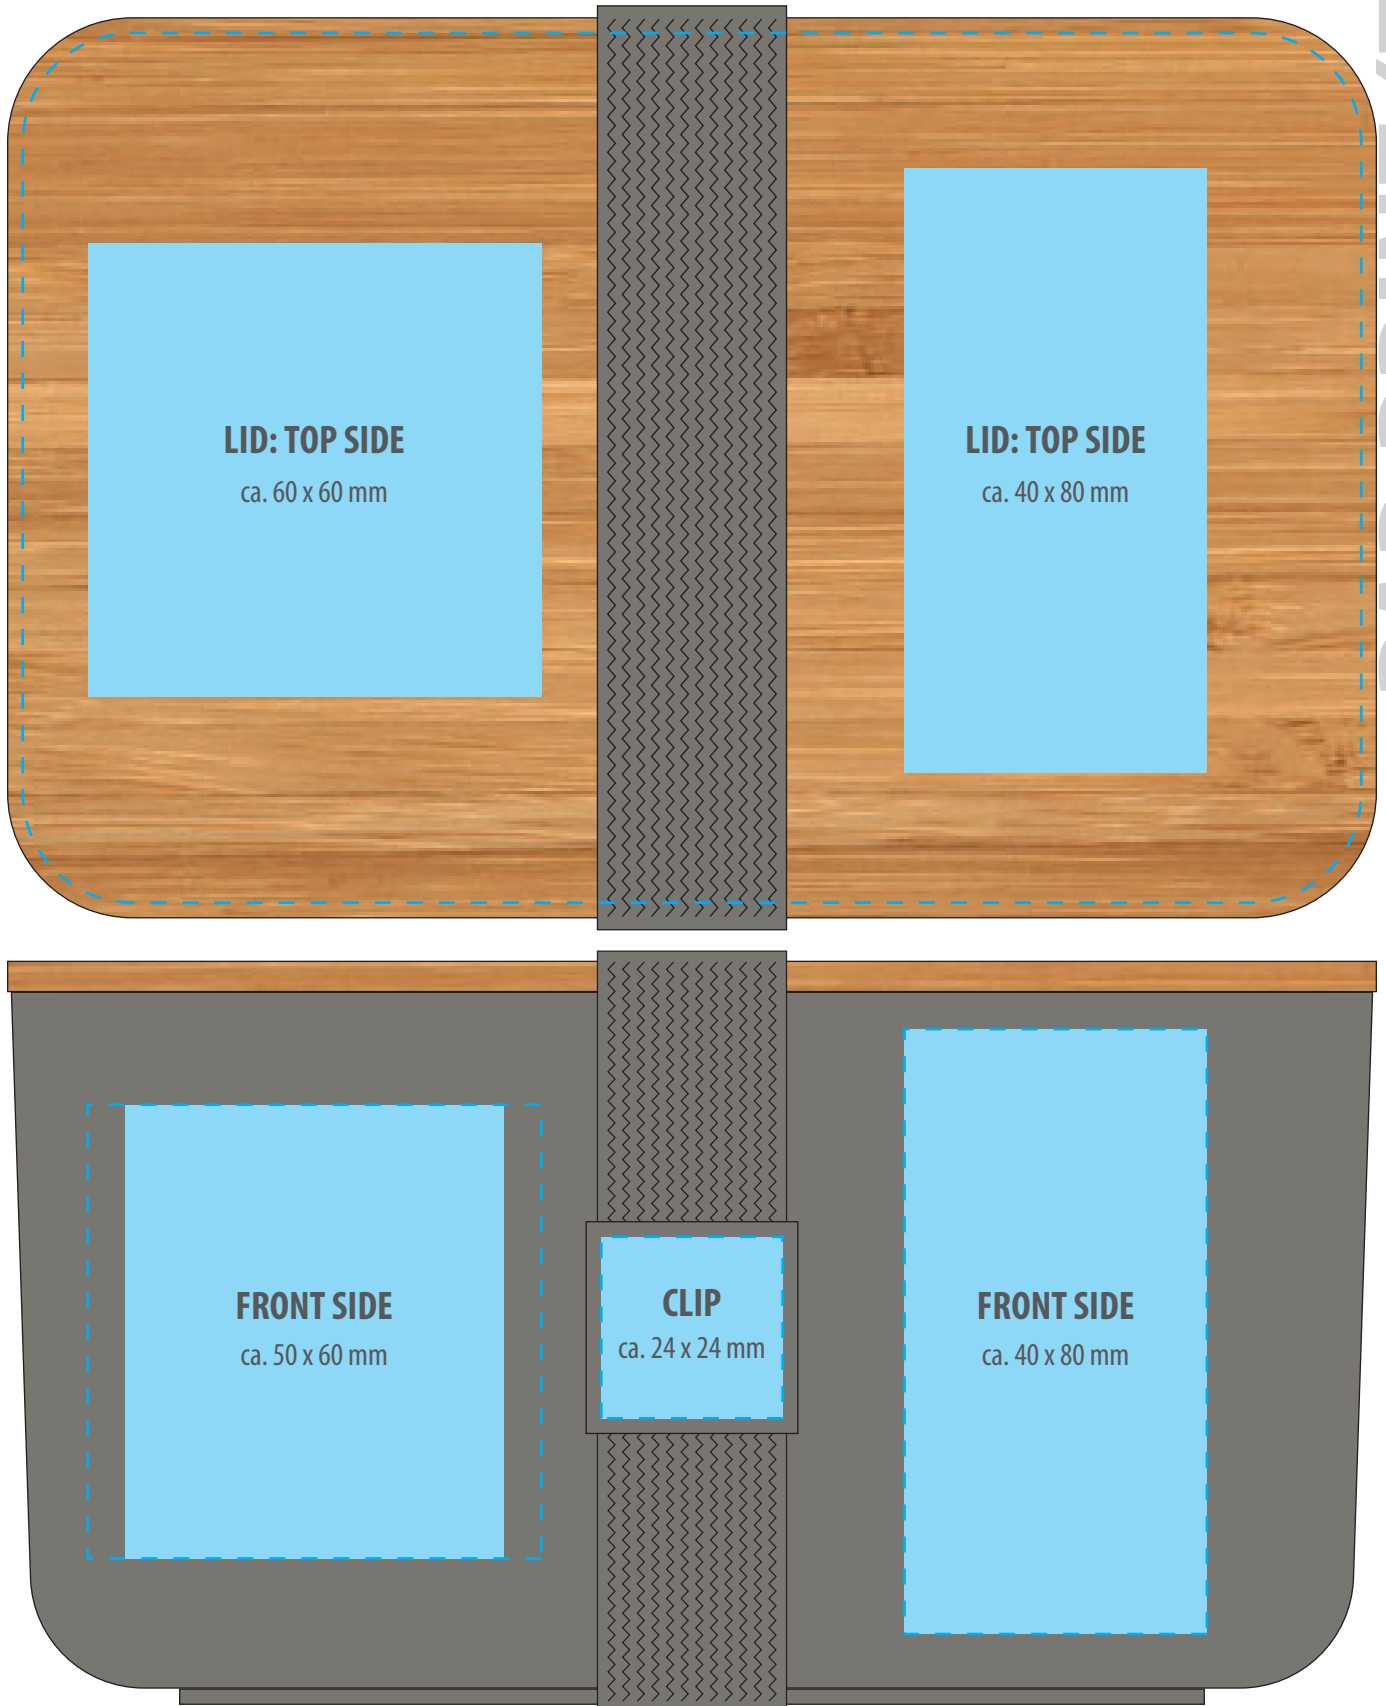 LID: TOP SIDE
ca. 60 x 60 mm
LID: TOP SIDE
ca. 40 x 80 mm
FRONT SIDE
ca. 50 x 60 mm
CLIP
ca. 24 x 24 mm
FRONT SIDE
ca. 40 x 80 mm